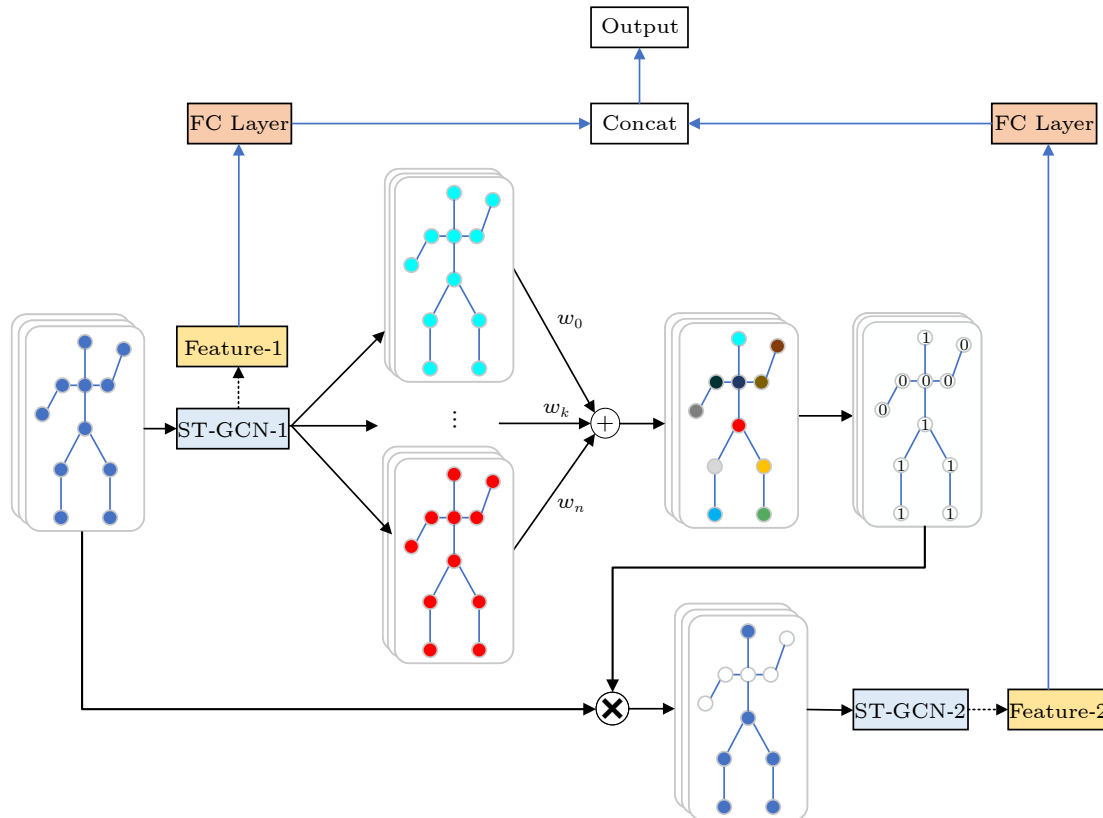 Output
FC Layer
Concat
FC Layer
w₀
Feature-1
1
0
0 0 0
ST-GCN-1
⋮
wₖ
+
0
1
wₙ
1 1
1 1
ST-GCN-2
Feature-2